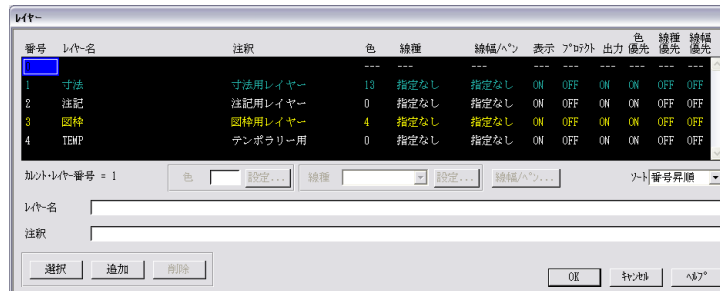 レイヤー
番号 レイヤー名 注釈 色 線種 線幅/ペン 表示 プロテクト 出力 色優先 線種優先 線幅優先
--- --- --- --- --- --- --- --- ---
1 寸法 寸法用レイヤー 13 指定なし 指定なし ON OFF ON ON OFF OFF
2 注記 注記用レイヤー 0 指定なし 指定なし ON OFF ON ON OFF OFF
3 図枠 図枠用レイヤー 4 指定なし 指定なし ON OFF ON ON OFF OFF
4 TEMP テンポラリー用 0 指定なし 指定なし ON OFF ON ON OFF OFF
カレント・レイヤー番号 = 1 色 設定... 線種 設定... 線幅/ペン... ソート 番号昇順
レイヤー名
注釈
選択 追加 削除
OK キャンセル ヘルプ